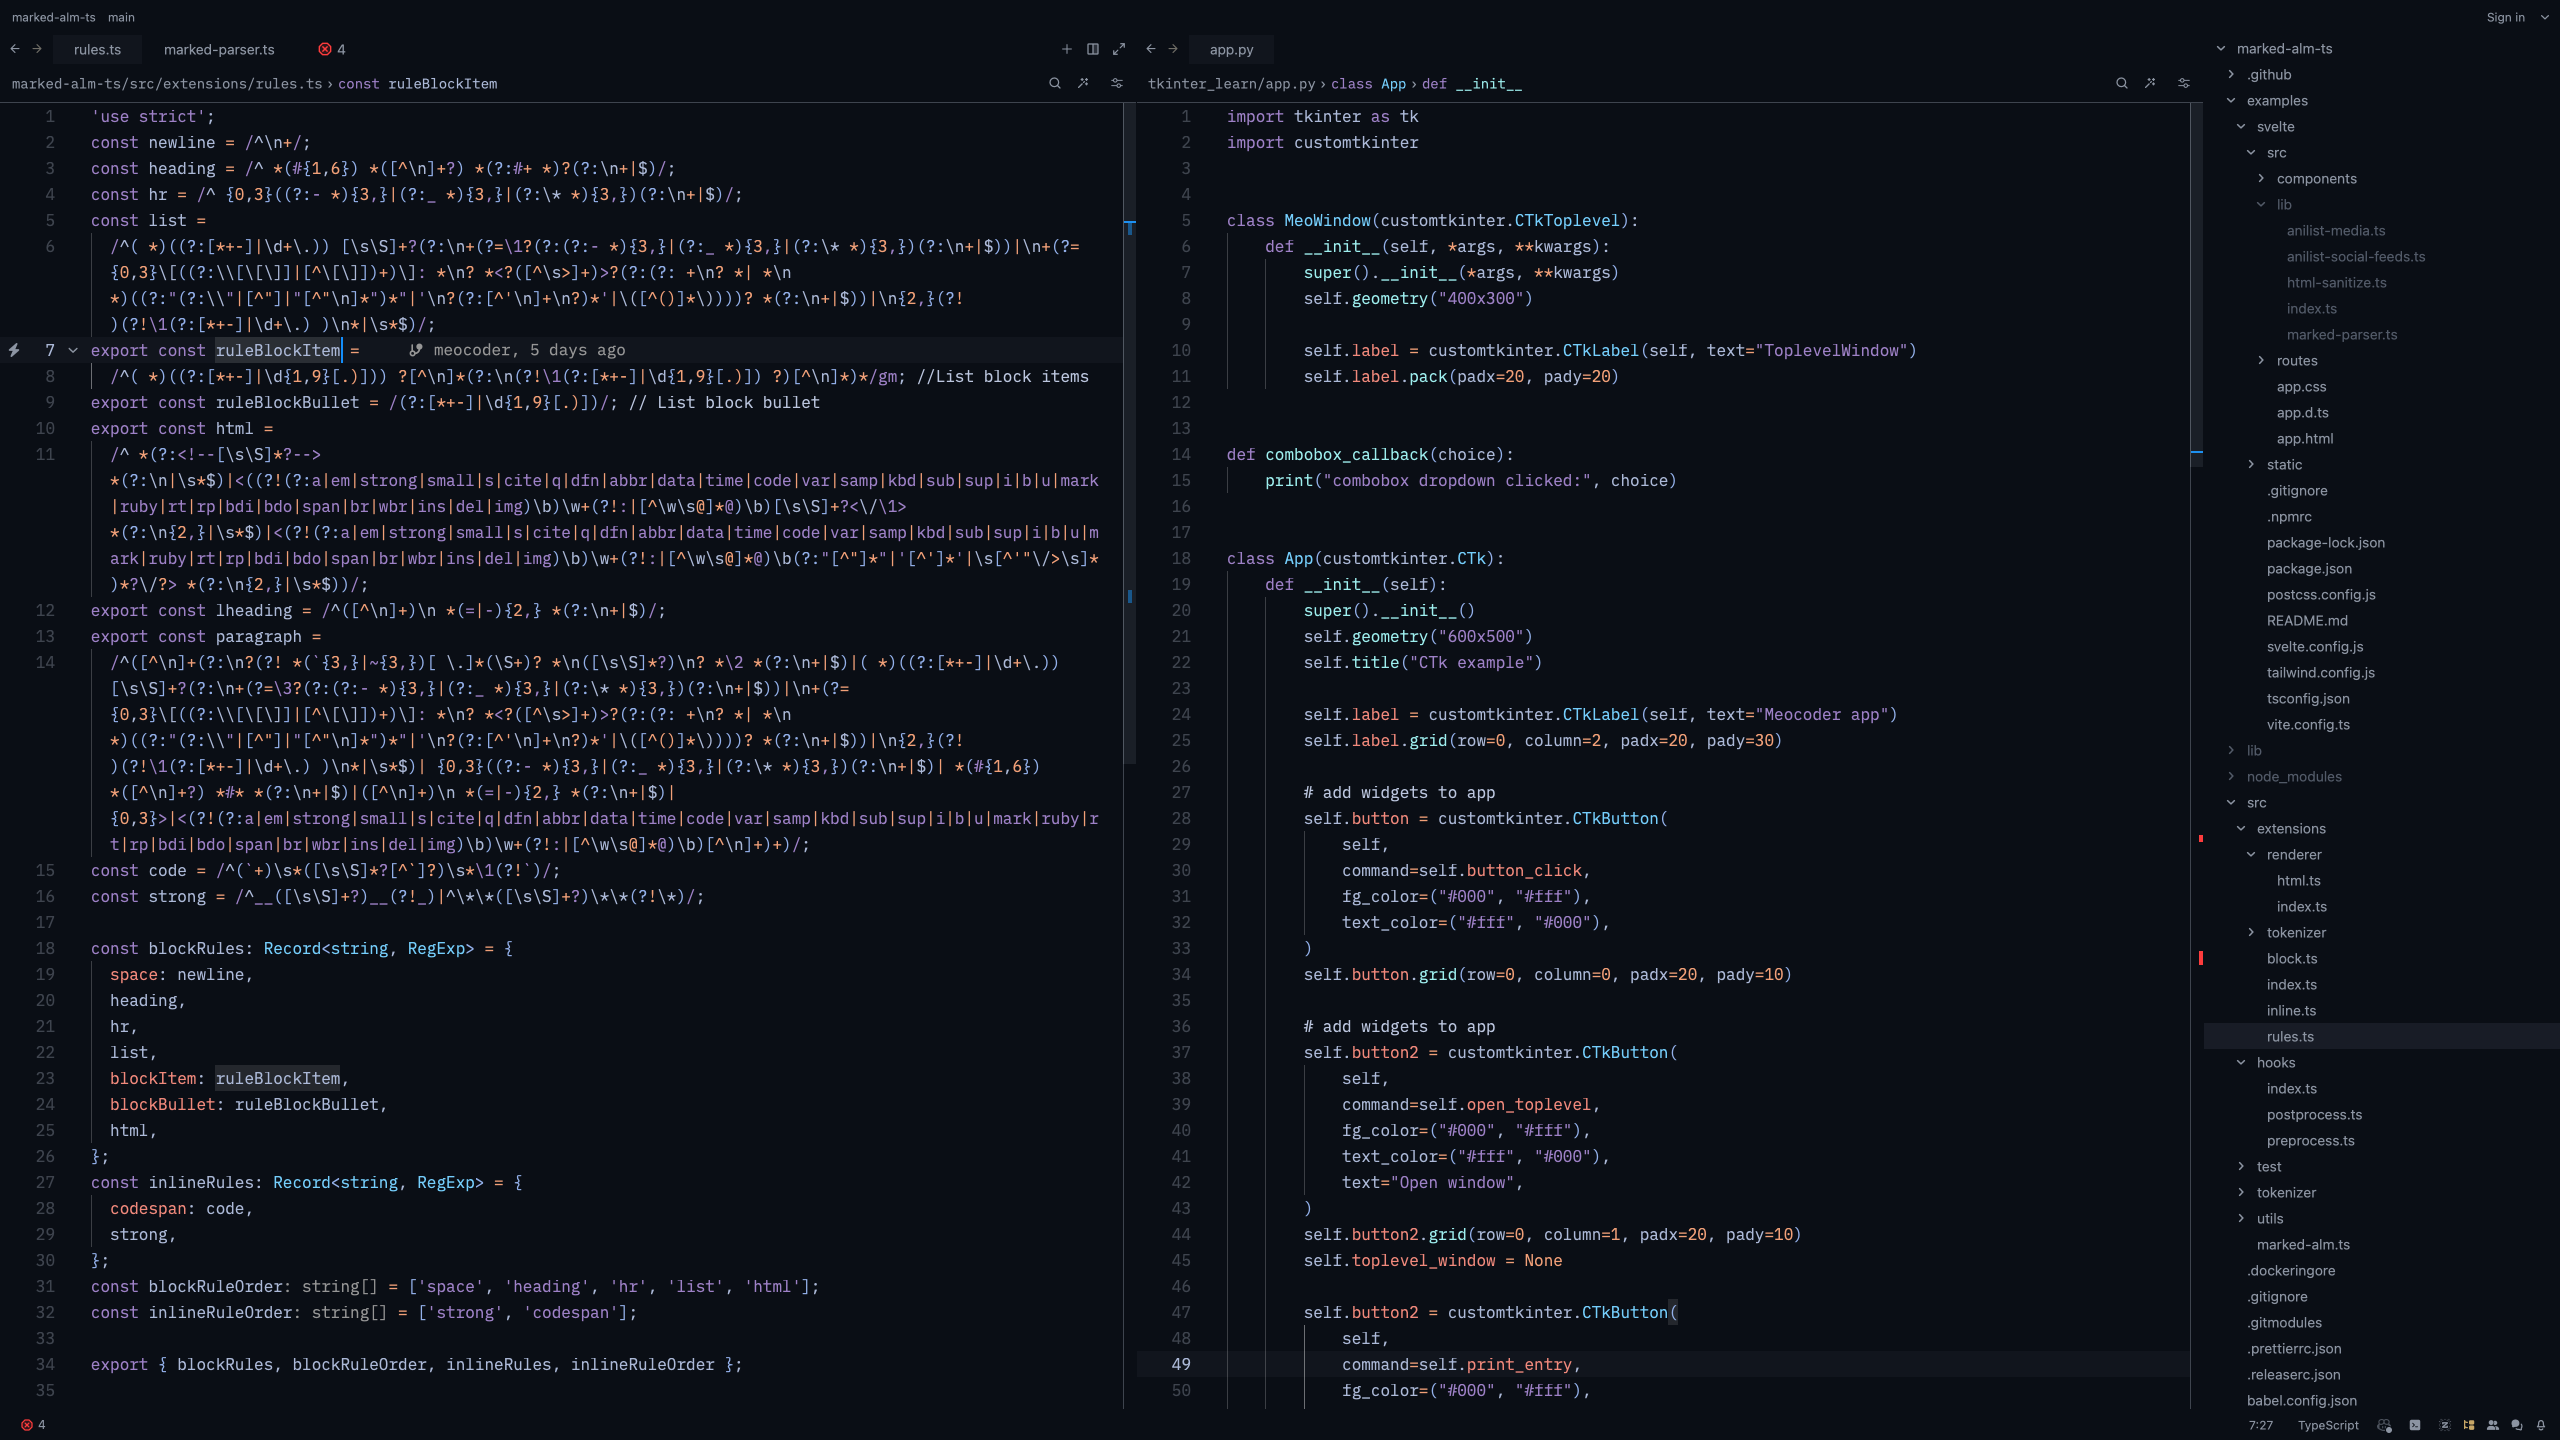 marked-alm-ts main
Sign in
rules.ts marked-parser.ts 4
marked-alm-ts/src/extensions/rules.ts › const ruleBlockItem
1 'use strict';
2 const newline = /^\n+/;
3 const heading = /^ *(#{1,6}) *([^\n]+?) *(?:#+ *)?(?:\n+|$)/;
4 const hr = /^ {0,3}((?:- *){3,}|(?:_ *){3,}|(?:\* *){3,})(?:\n+|$)/;
5 const list =
6 /^( *)((?:[*+-]|\d+\.)) [\s\S]+?(?:\n+(?=\1?(?:(?:- *){3,}|(?:_ *){3,}|(?:\* *){3,})(?:\n+|$))|\n+(?=
{0,3}\[((?:\\[\[\]]|[^\[\]])+)\]: *\n? *<?([^\s>]+)>?(?:(?: +\n? *| *\n
*)((?:"(?:\\"|[^"]|"[^"\n]*")*"|'\n?(?:[^'\n]+\n?)*'|\([^()]*\))))? *(?:\n+|$))|\n{2,}(?!
)(?!\1(?:[*+-]|\d+\.) )\n*|\s*$)/;
7 export const ruleBlockItem = meocoder, 5 days ago
8 /^( *)((?:[*+-]|\d{1,9}[.)])) ?[^\n]*(?:\n(?!\1(?:[*+-]|\d{1,9}[.)]) ?)[^\n]*)*/gm; //List block items
9 export const ruleBlockBullet = /(?:[*+-]|\d{1,9}[.)])/; // List block bullet
10 export const html =
11 /^ *(?:<!--[\s\S]*?-->
*(?:\n|\s*$)|<((?!(?:a|em|strong|small|s|cite|q|dfn|abbr|data|time|code|var|samp|kbd|sub|sup|i|b|u|mark
|ruby|rt|rp|bdi|bdo|span|br|wbr|ins|del|img)\b)\w+(?!:|[^\w\s@]*@)\b)[\s\S]+?<\/\1>
*(?:\n{2,}|\s*$)|<(?!(?:a|em|strong|small|s|cite|q|dfn|abbr|data|time|code|var|samp|kbd|sub|sup|i|b|u|m
ark|ruby|rt|rp|bdi|bdo|span|br|wbr|ins|del|img)\b)\w+(?!:|[^\w\s@]*@)\b(?:"[^"]*"|'[^']*'|\s[^'"\/>\s]*
)*?\/?> *(?:\n{2,}|\s*$))/;
12 export const lheading = /^([^\n]+)\n *(=|-){2,} *(?:\n+|$)/;
13 export const paragraph =
14 /^([^\n]+(?:\n?(?! *(`{3,}|~{3,})[ \.]*(\S+)? *\n([\s\S]*?)\n? *\2 *(?:\n+|$)|( *)((?:[*+-]|\d+\.))
[\s\S]+?(?:\n+(?=\3?(?:(?:- *){3,}|(?:_ *){3,}|(?:\* *){3,})(?:\n+|$))|\n+(?=
{0,3}\[((?:\\[\[\]]|[^\[\]])+)\]: *\n? *<?([^\s>]+)>?(?:(?: +\n? *| *\n
*)((?:"(?:\\"|[^"]|"[^"\n]*")*"|'\n?(?:[^'\n]+\n?)*'|\([^()]*\))))? *(?:\n+|$))|\n{2,}(?!
)(?!\1(?:[*+-]|\d+\.) )\n*|\s*$)| {0,3}((?:- *){3,}|(?:_ *){3,}|(?:\* *){3,})(?:\n+|$)| *(#{1,6})
*([^\n]+?) *#* *(?:\n+|$)|([^\n]+)\n *(=|-){2,} *(?:\n+|$)|
{0,3}>|<(?!(?:a|em|strong|small|s|cite|q|dfn|abbr|data|time|code|var|samp|kbd|sub|sup|i|b|u|mark|ruby|r
t|rp|bdi|bdo|span|br|wbr|ins|del|img)\b)\w+(?!:|[^\w\s@]*@)\b)[^\n]+)+)/;
15 const code = /^(`+)\s*([\s\S]*?[^`]?)\s*\1(?!`)/;
16 const strong = /^__([\s\S]+?)__(?!_)|^\*\*([\s\S]+?)\*\*(?!\*)/;
17
18 const blockRules: Record<string, RegExp> = {
19 space: newline,
20 heading,
21 hr,
22 list,
23 blockItem: ruleBlockItem,
24 blockBullet: ruleBlockBullet,
25 html,
26 };
27 const inlineRules: Record<string, RegExp> = {
28 codespan: code,
29 strong,
30 };
31 const blockRuleOrder: string[] = ['space', 'heading', 'hr', 'list', 'html'];
32 const inlineRuleOrder: string[] = ['strong', 'codespan'];
33
34 export { blockRules, blockRuleOrder, inlineRules, inlineRuleOrder };
35
4
app.py
tkinter_learn/app.py › class App › def __init__
1 import tkinter as tk
2 import customtkinter
3
4
5 class MeoWindow(customtkinter.CTkToplevel):
6 def __init__(self, *args, **kwargs):
7 super().__init__(*args, **kwargs)
8 self.geometry("400x300")
9
10 self.label = customtkinter.CTkLabel(self, text="ToplevelWindow")
11 self.label.pack(padx=20, pady=20)
12
13
14 def combobox_callback(choice):
15 print("combobox dropdown clicked:", choice)
16
17
18 class App(customtkinter.CTk):
19 def __init__(self):
20 super().__init__()
21 self.geometry("600x500")
22 self.title("CTk example")
23
24 self.label = customtkinter.CTkLabel(self, text="Meocoder app")
25 self.label.grid(row=0, column=2, padx=20, pady=30)
26
27 # add widgets to app
28 self.button = customtkinter.CTkButton(
29 self,
30 command=self.button_click,
31 fg_color=("#000", "#fff"),
32 text_color=("#fff", "#000"),
33 )
34 self.button.grid(row=0, column=0, padx=20, pady=10)
35
36 # add widgets to app
37 self.button2 = customtkinter.CTkButton(
38 self,
39 command=self.open_toplevel,
40 fg_color=("#000", "#fff"),
41 text_color=("#fff", "#000"),
42 text="Open window",
43 )
44 self.button2.grid(row=0, column=1, padx=20, pady=10)
45 self.toplevel_window = None
46
47 self.button2 = customtkinter.CTkButton(
48 self,
49 command=self.print_entry,
50 fg_color=("#000", "#fff"),
marked-alm-ts
.github
examples
svelte
src
components
lib
anilist-media.ts
anilist-social-feeds.ts
html-sanitize.ts
index.ts
marked-parser.ts
routes
app.css
app.d.ts
app.html
static
.gitignore
.npmrc
package-lock.json
package.json
postcss.config.js
README.md
svelte.config.js
tailwind.config.js
tsconfig.json
vite.config.ts
lib
node_modules
src
extensions
renderer
html.ts
index.ts
tokenizer
block.ts
index.ts
inline.ts
rules.ts
hooks
index.ts
postprocess.ts
preprocess.ts
test
tokenizer
utils
marked-alm.ts
.dockeringore
.gitignore
.gitmodules
.prettierrc.json
.releaserc.json
babel.config.json
7:27 TypeScript